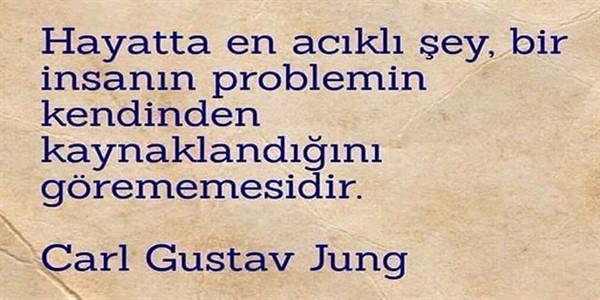 Hayatta en acıklı şey, bir
insanın problemin
kendinden
kaynaklandığını
görememesidir.
Carl Gustav Jung